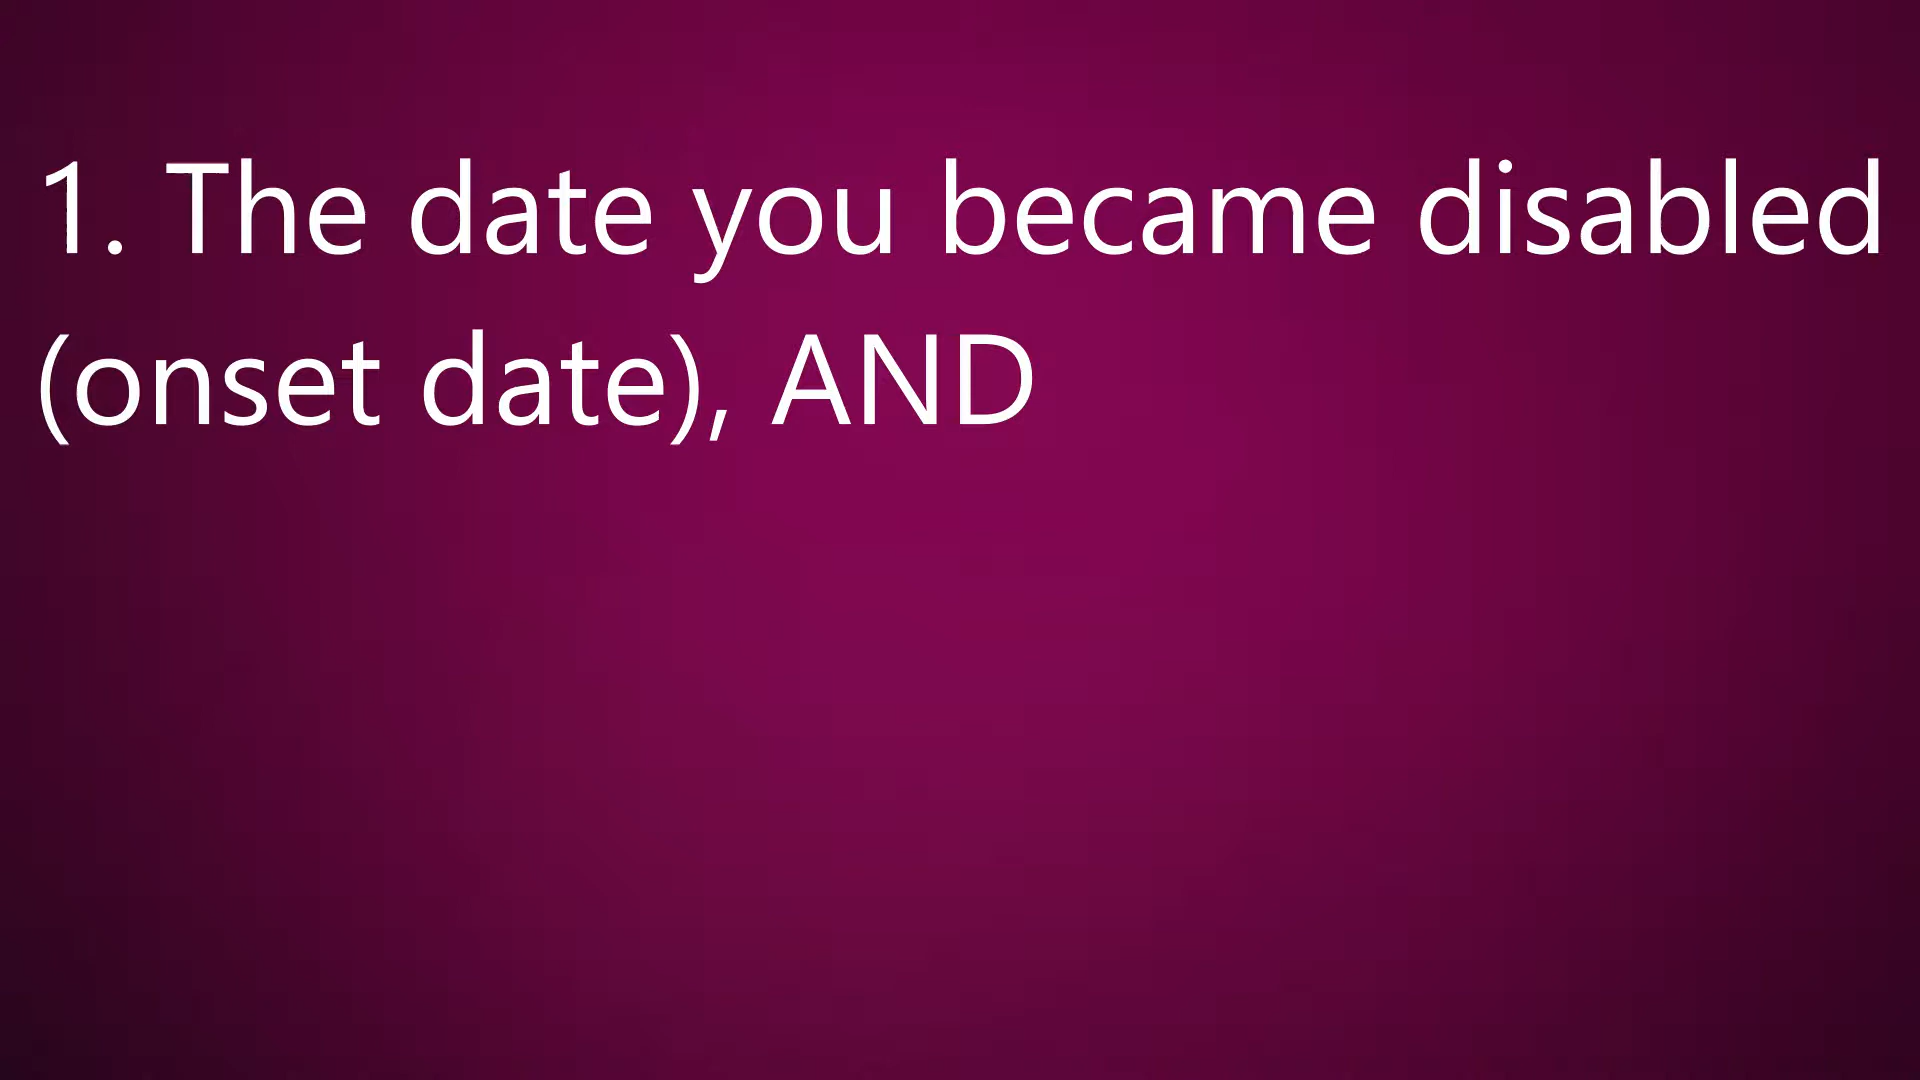 1. The date you became disabled
(onset date), AND